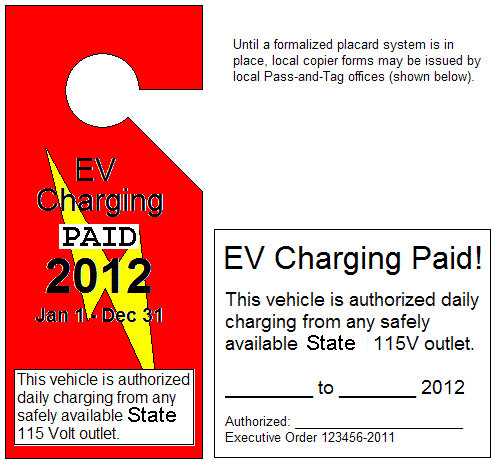 EV
Charging
PAID
2012
Jan 1 - Dec 31
This vehicle is authorized
daily charging from any
safely available State
115 Volt outlet.
Until a formalized placard system is in
place, local copier forms may be issued by
local Pass-and-Tag offices (shown below).
EV Charging Paid!
This vehicle is authorized daily
charging from any safely
available State 115V outlet.
________ to _______ 2012
Authorized: ________________________
Executive Order 123456-2011